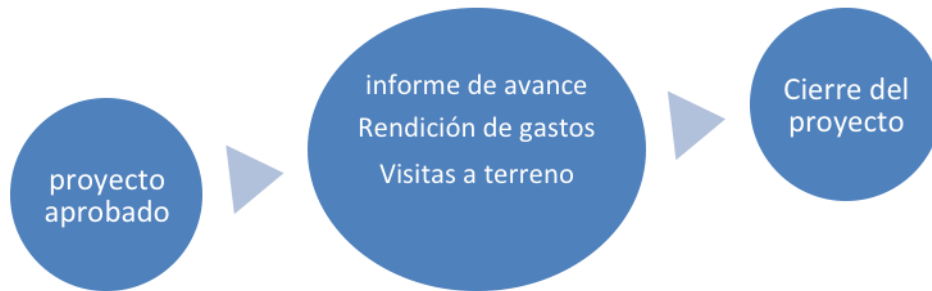 proyecto
aprobado
informe de avance
Rendición de gastos
Visitas a terreno
Cierre del
proyecto